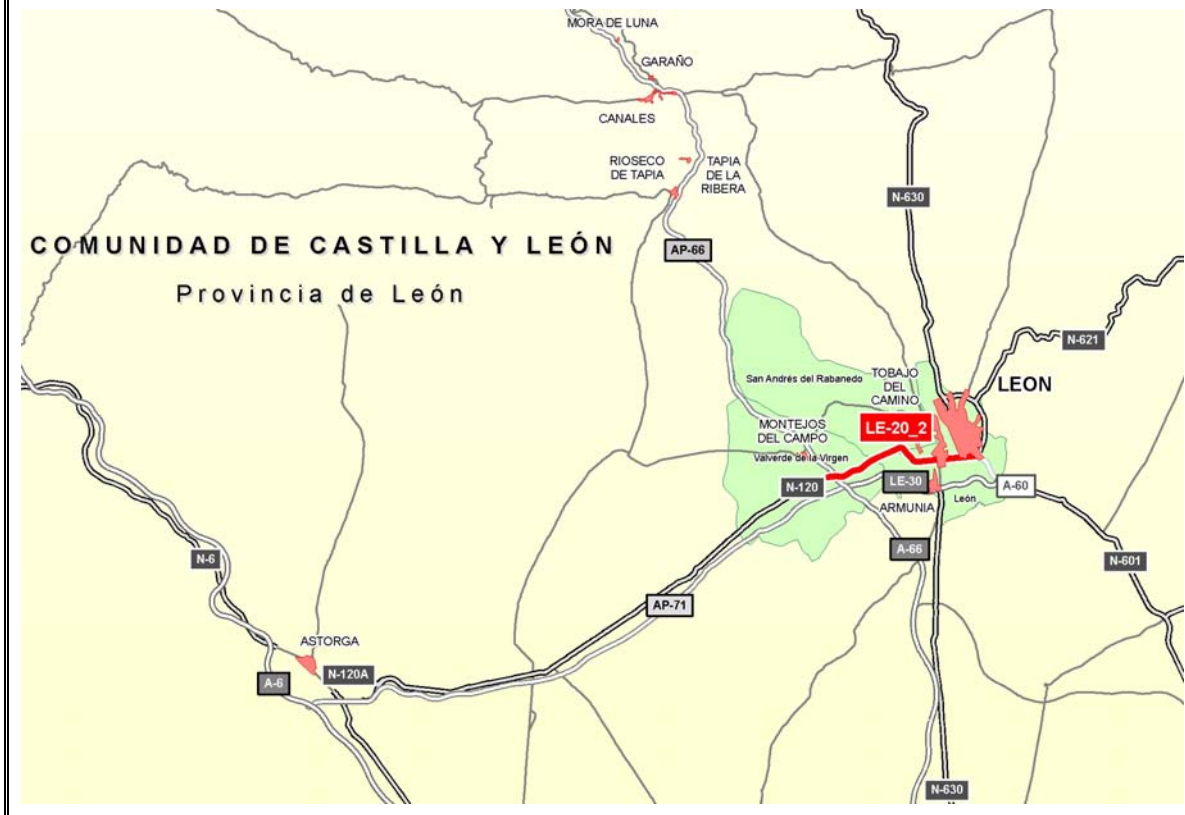 MORA DE LUNA
GARAÑO
CANALES
RIOSECO
DE TAPIA
TAPIA
DE LA
RIBERA
N-630
COMUNIDAD DE CASTILLA Y LEÓN
Provincia de León
AP-66
N-621
San Andrés del Rabanedo
TOBAJO
DEL
CAMINO
LEON
MONTEJOS
DEL CAMPO
LE-20_2
Valverde de la Virgen
N-120
LE-30
A-60
León
ARMUNIA
A-66
N-601
N-6
AP-71
ASTORGA
N-120A
A-6
N-630